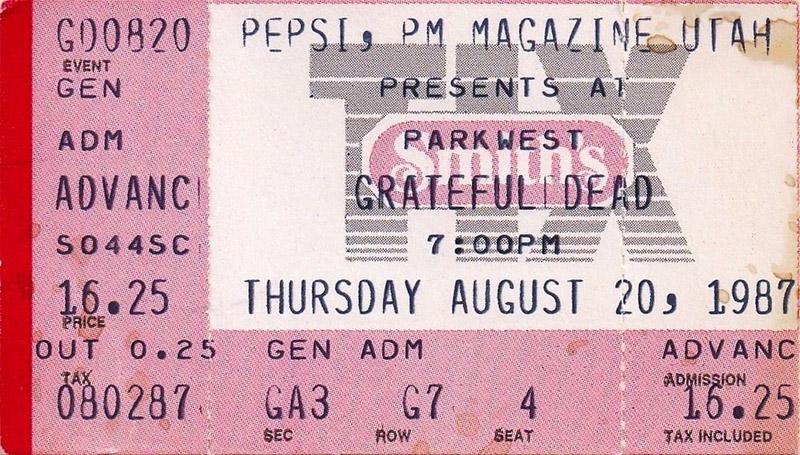 G00820
EVENT
GEN
ADM
ADVANC
S044SC
16.25
PRICE
OUT 0.25
TAX
080287
PEPSI, PM MAGAZINE UTAH
PRESENTS AT
PARKWEST
GRATEFUL DEAD
7:00PM
THURSDAY AUGUST 20, 1987
TIX
Smith's
GEN ADM ADVANC
ADMISSION
GA3 G7 4 16.25
SEC ROW SEAT TAX INCLUDED